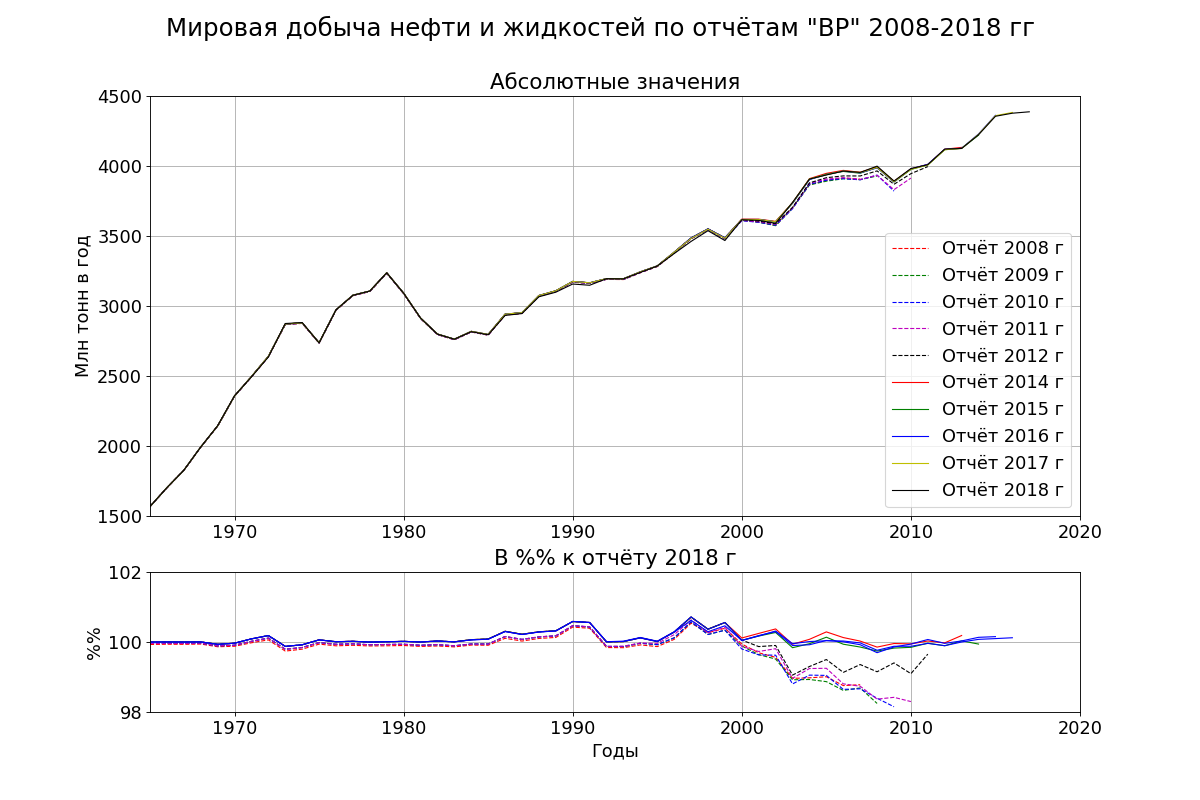 Мировая добыча нефти и жидкостей по отчётам "BP" 2008-2018 гг
Абсолютные значения
4500
4000
3500
3000
2500
2000
1500
Млн тонн в год
Отчёт 2008 г
Отчёт 2009 г
Отчёт 2010 г
Отчёт 2011 г
Отчёт 2012 г
Отчёт 2014 г
Отчёт 2015 г
Отчёт 2016 г
Отчёт 2017 г
Отчёт 2018 г
1970 1980 1990 2000 2010 2020
В %% к отчёту 2018 г
102
100
98
%%
1970 1980 1990 2000 2010 2020
Годы